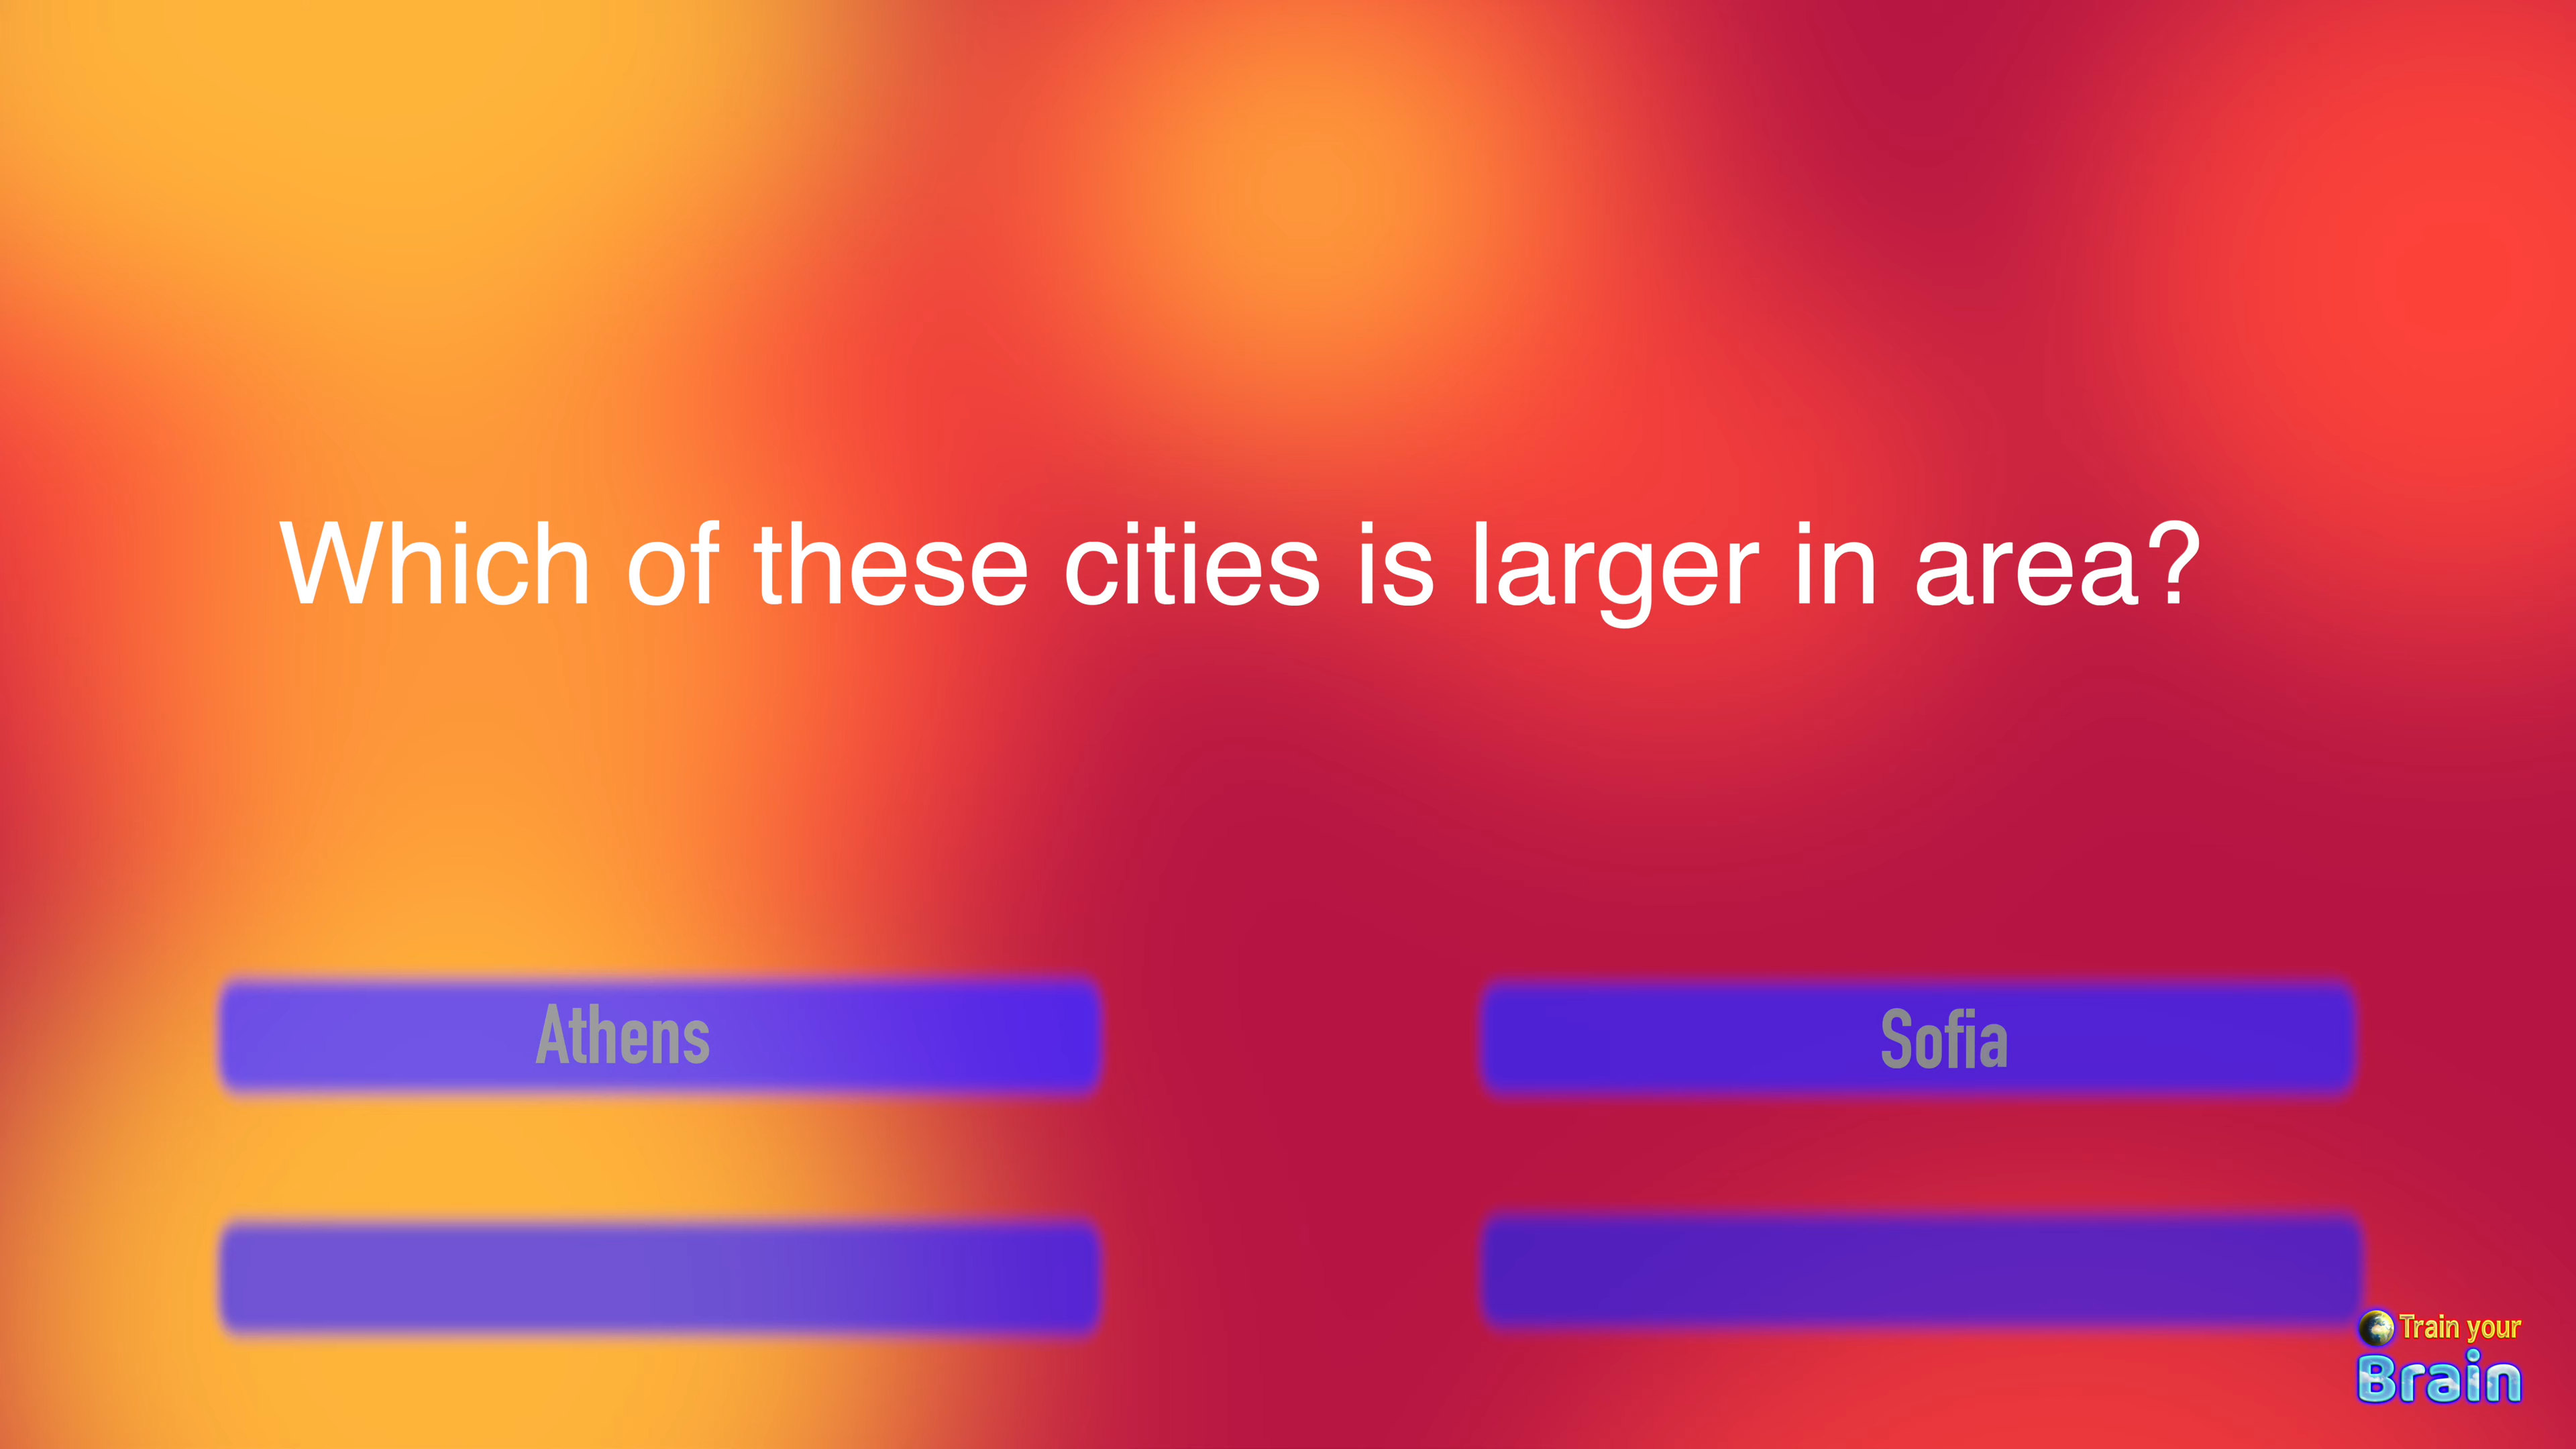 Which of these cities is larger in area?
Athens
Sofia
Train your
Brain